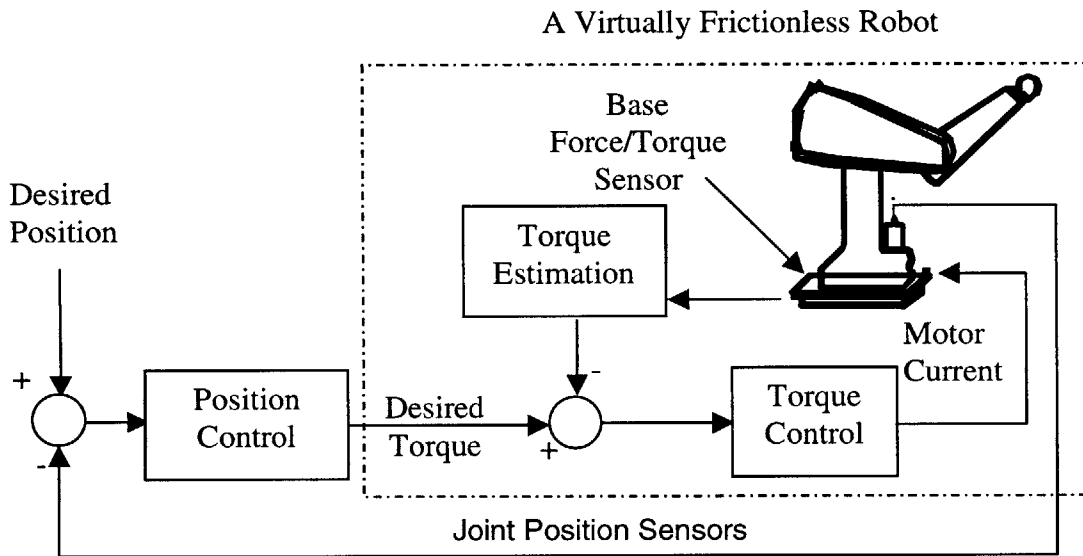 A Virtually Frictionless Robot
Base
Force/Torque
Sensor
Desired
Position
Torque
Estimation
Motor
Current
+
-
Position
Control
Desired
Torque
-
+
Torque
Control
Joint Position Sensors